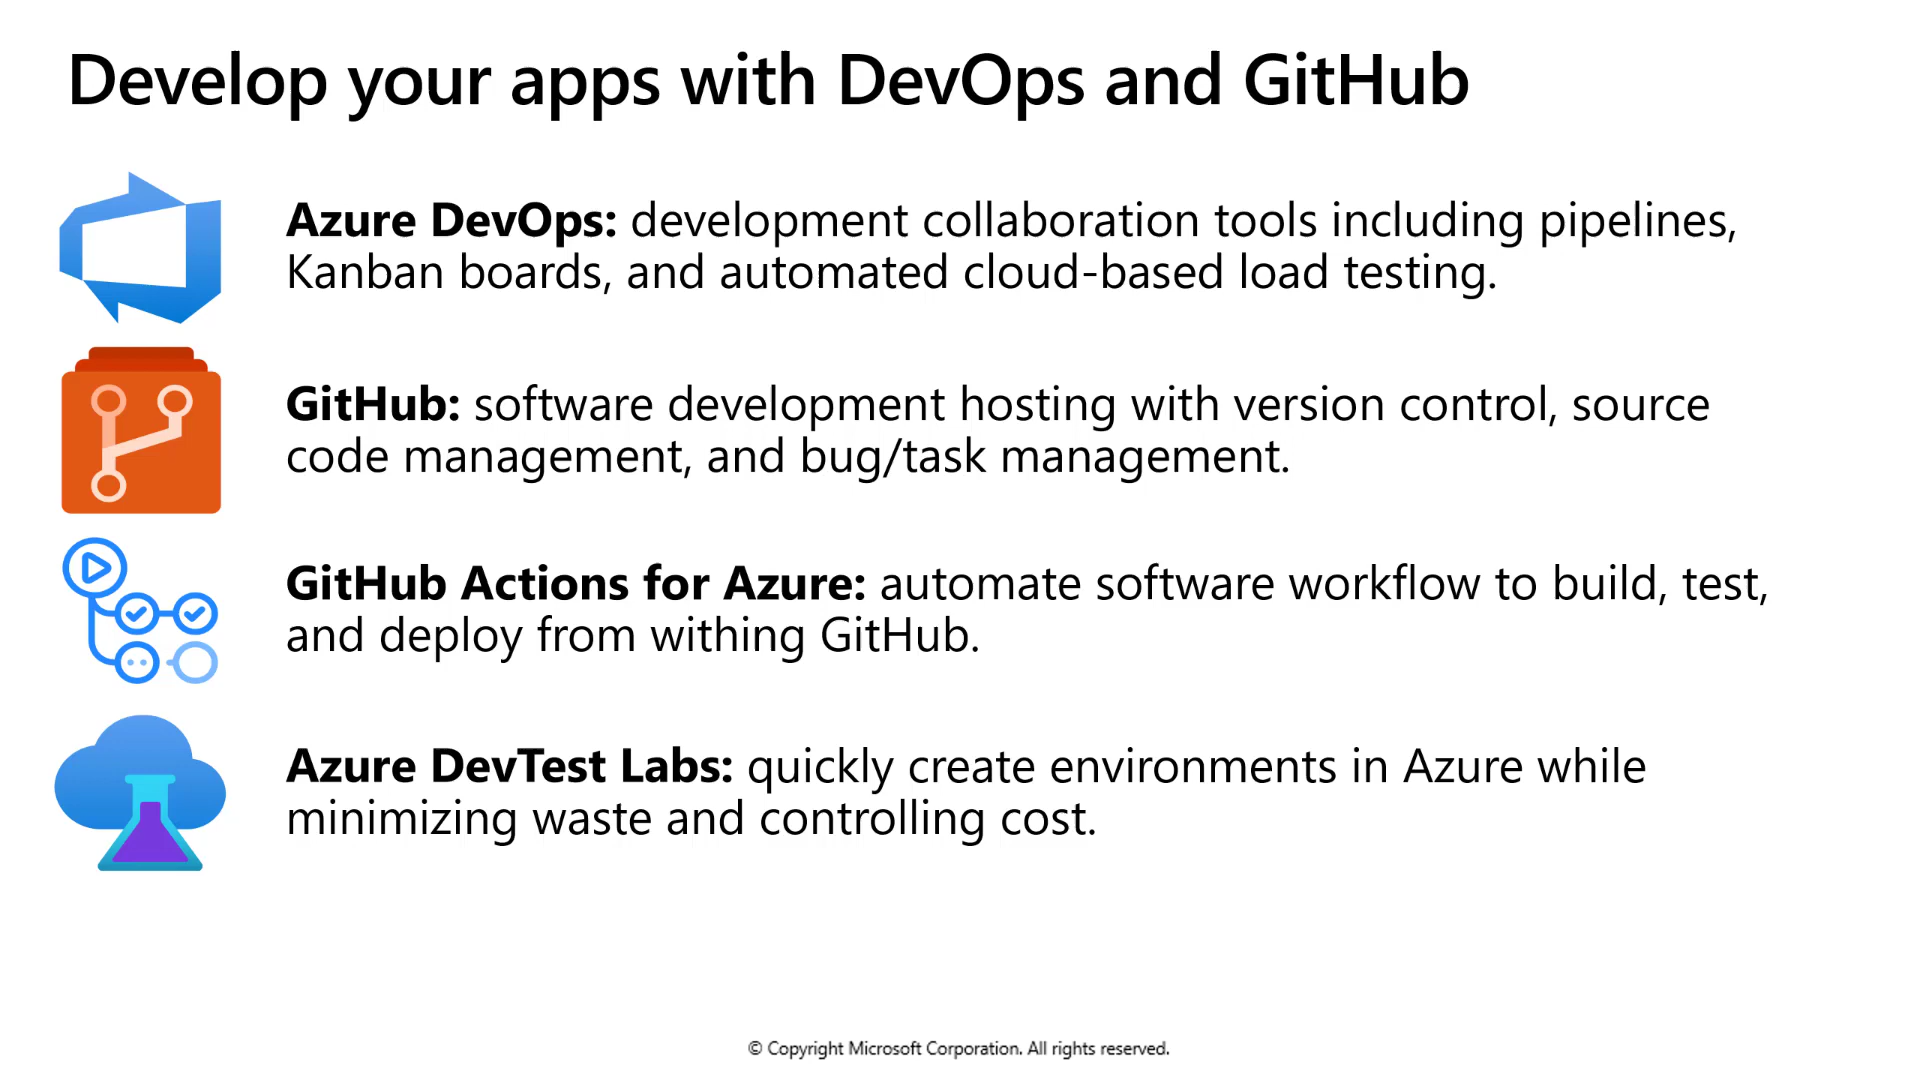 Develop your apps with DevOps and GitHub
Azure DevOps: development collaboration tools including pipelines,
Kanban boards, and automated cloud-based load testing.
GitHub: software development hosting with version control, source
code management, and bug/task management.
GitHub Actions for Azure: automate software workflow to build, test,
and deploy from withing GitHub.
Azure DevTest Labs: quickly create environments in Azure while
minimizing waste and controlling cost.
© Copyright Microsoft Corporation. All rights reserved.